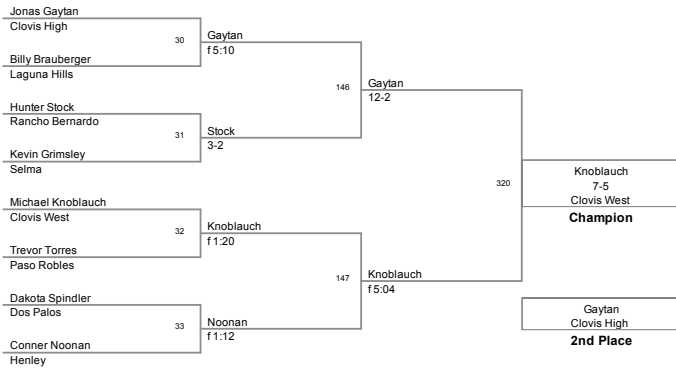 Jonas Gaytan
Clovis High
30
Gaytan
f 5:10
Billy Brauberger
Laguna Hills
146
Gaytan
12-2
Hunter Stock
Rancho Bernardo
31
Stock
3-2
Kevin Grimsley
Selma
320
Knoblauch
7-5
Clovis West
Champion
Michael Knoblauch
Clovis West
32
Knoblauch
f 1:20
Trevor Torres
Paso Robles
147
Knoblauch
f 5:04
Dakota Spindler
Dos Palos
33
Noonan
f 1:12
Conner Noonan
Henley
Gaytan
Clovis High
2nd Place